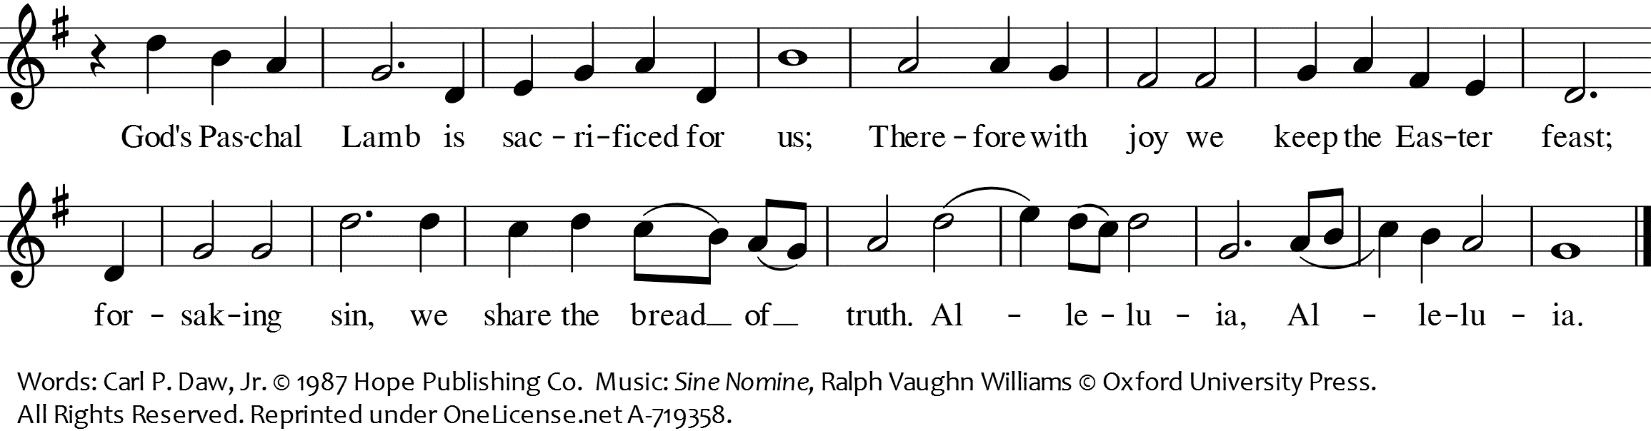 God's Pas-chal Lamb is sac-ri-ficed for us; There-fore with joy we keep the Eas-ter feast;
for-sak-ing sin, we share the bread__ of__ truth. Al-le-lu-ia, Al-le-lu-ia.
Words: Carl P. Daw, Jr. © 1987 Hope Publishing Co. Music: Sine Nomine, Ralph Vaughn Williams © Oxford University Press.
All Rights Reserved. Reprinted under OneLicense.net A-719358.